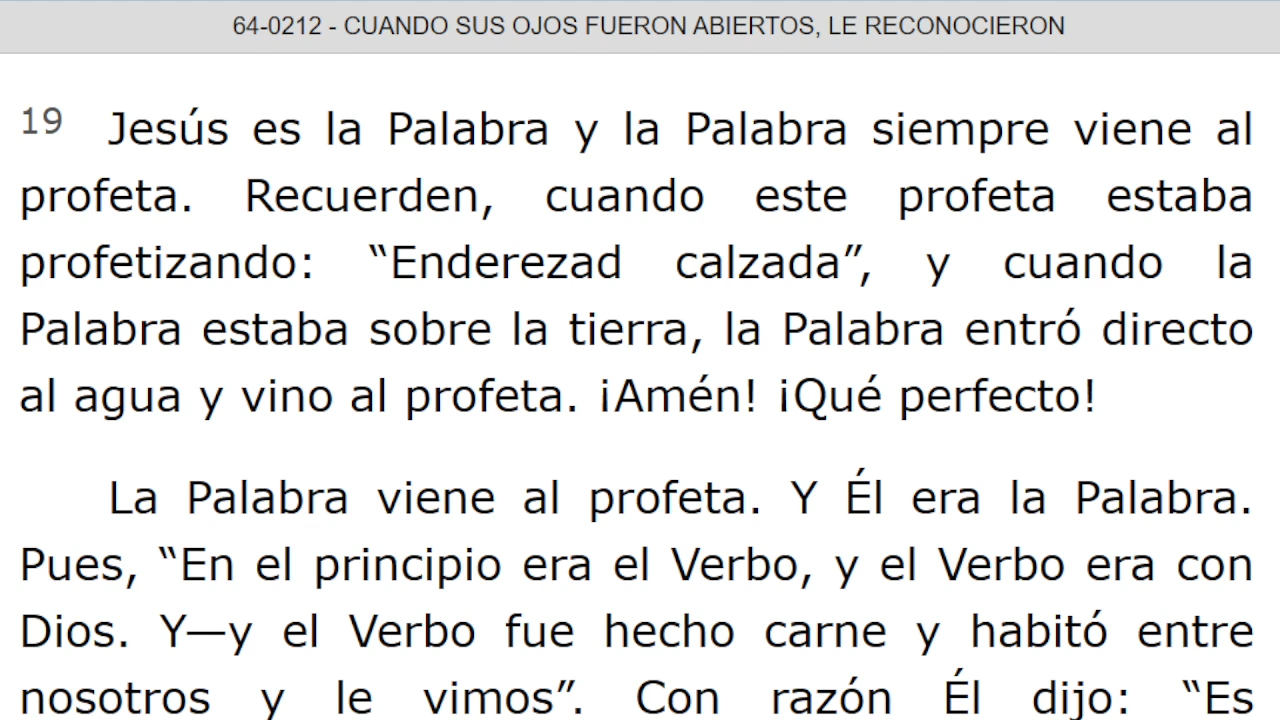 64-0212 - CUANDO SUS OJOS FUERON ABIERTOS, LE RECONOCIERON
19 Jesús es la Palabra y la Palabra siempre viene al
profeta. Recuerden, cuando este profeta estaba
profetizando: “Enderezad calzada”, y cuando la
Palabra estaba sobre la tierra, la Palabra entró directo
al agua y vino al profeta. ¡Amén! ¡Qué perfecto!
La Palabra viene al profeta. Y Él era la Palabra.
Pues, “En el principio era el Verbo, y el Verbo era con
Dios. Y—y el Verbo fue hecho carne y habitó entre
nosotros y le vimos”. Con razón Él dijo: “Es